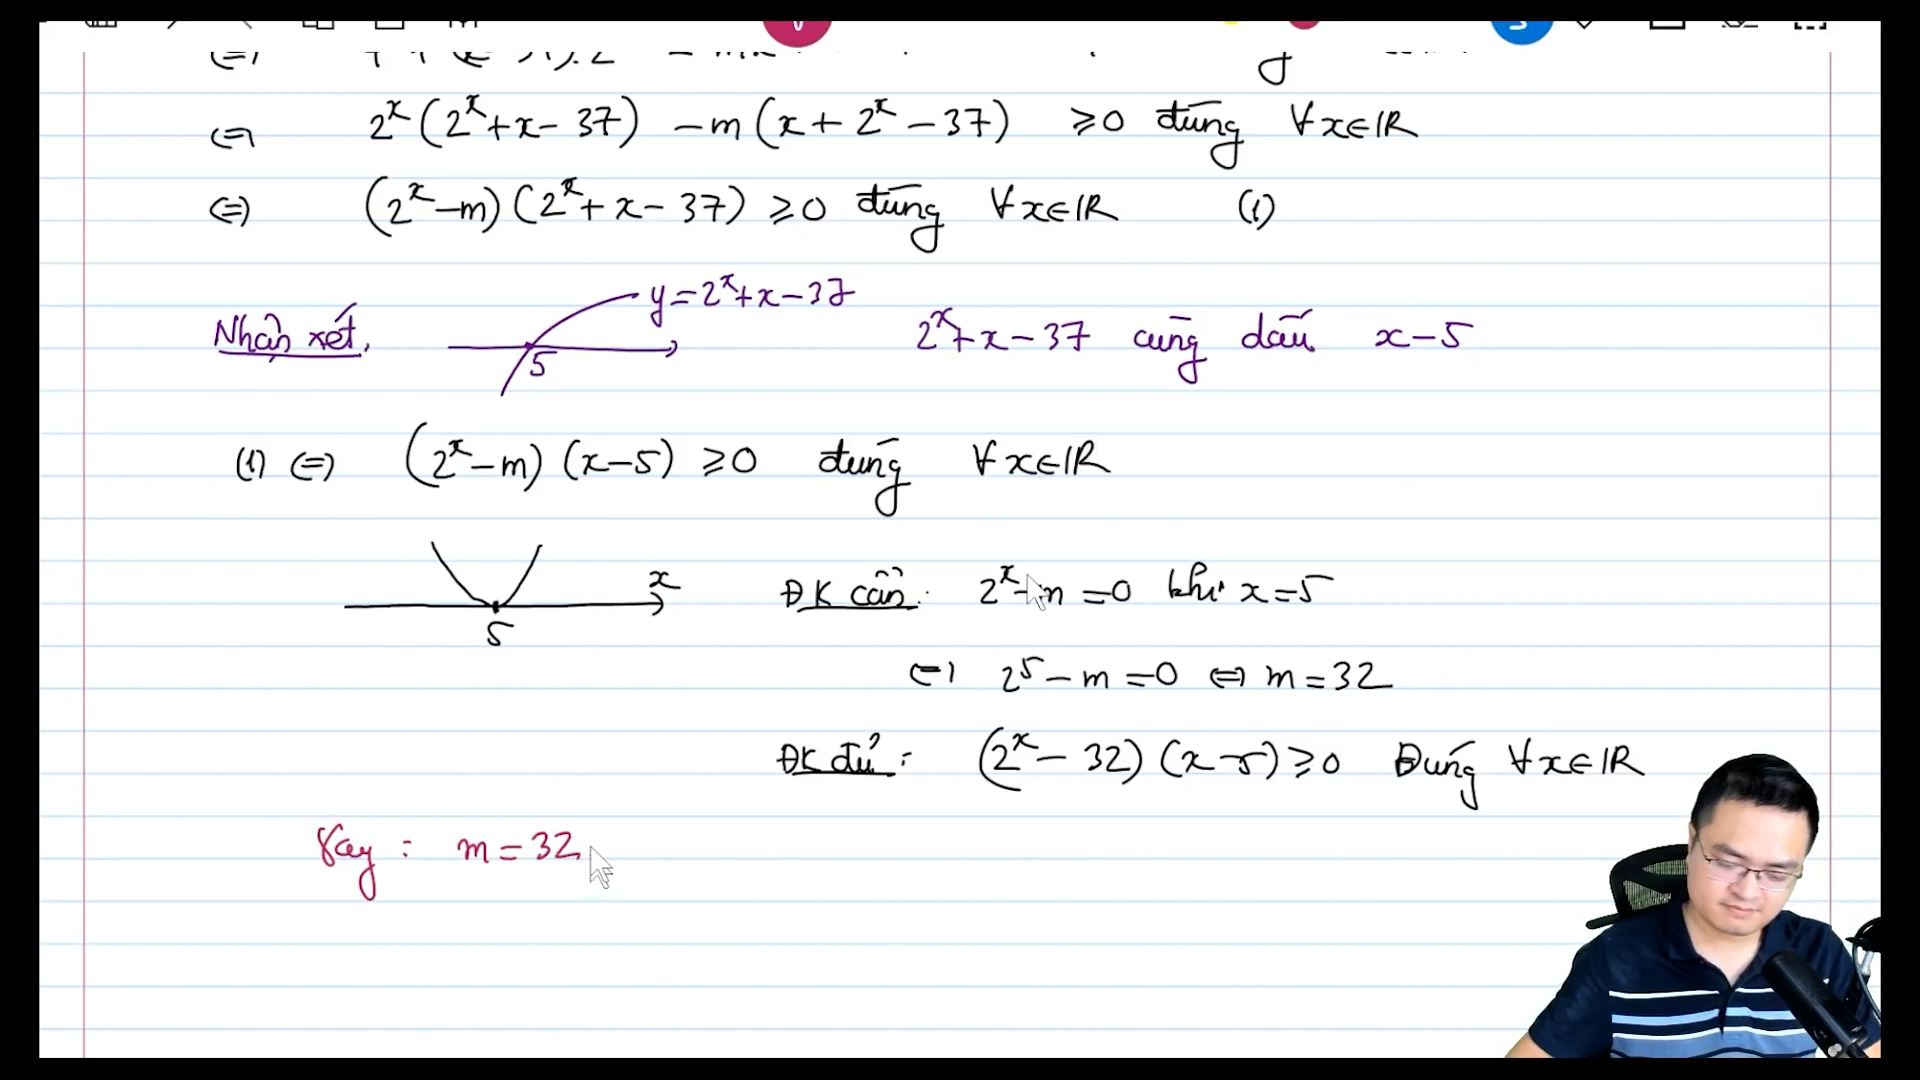 ⇔ 2^x (2^x + x - 37) - m (x + 2^x - 37) ≥ 0 đúng ∀x∈ℝ
⇔ (2^x - m) (2^x + x - 37) ≥ 0 đúng ∀x∈ℝ (1)
Nhận xét. y = 2^x + x - 37
5
2^x + x - 37 cùng dấu x - 5
(1) ⇔ (2^x - m) (x - 5) ≥ 0 đúng ∀x∈ℝ
x
5
ĐK cần: 2^x - m = 0 khi x = 5
⇔ 2^5 - m = 0 ⇔ m = 32
ĐK đủ: (2^x - 32) (x - 5) ≥ 0 Đúng ∀x∈ℝ
Vậy: m = 32